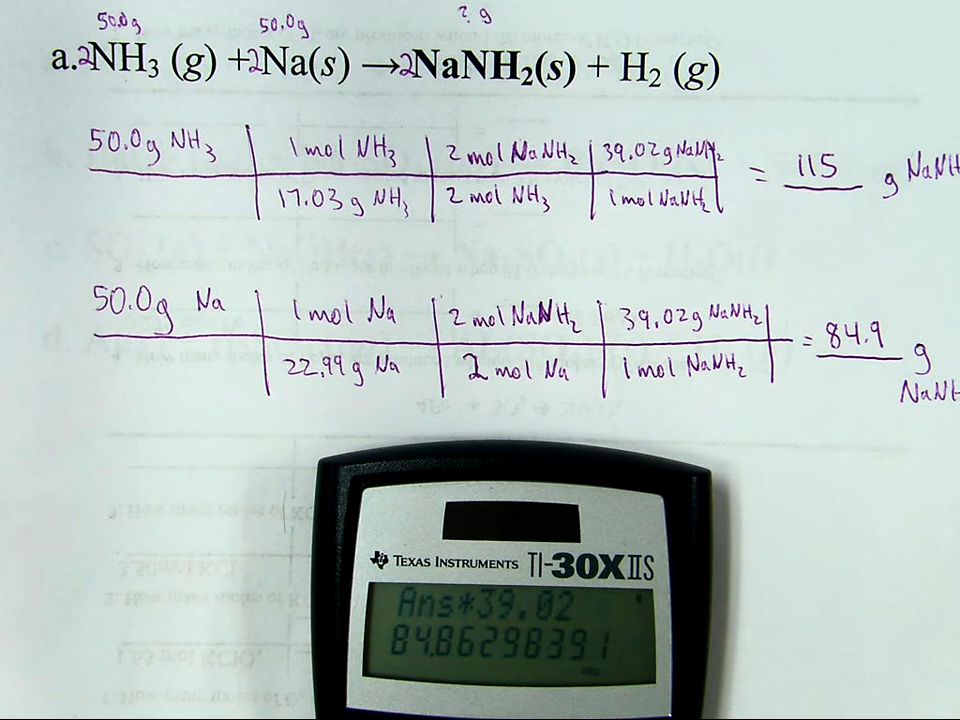 50.0g 50.0g ? g
a.2NH₃ (g) +2Na(s) →2NaNH₂(s) + H₂ (g)
50.0g NH₃ 1 mol NH₃ 2 mol NaNH₂ 39.02g NaNH₂ = 115 g NaNH
17.03 g NH₃ 2 mol NH₃ 1 mol NaNH₂
50.0g Na 1 mol Na 2 mol NaNH₂ 39.02g NaNH₂ = 84.9 g
22.99 g Na 2 mol Na 1 mol NaNH₂ NaNH
TEXAS INSTRUMENTS TI-30X IIS
Ans*39.02
84.86298391